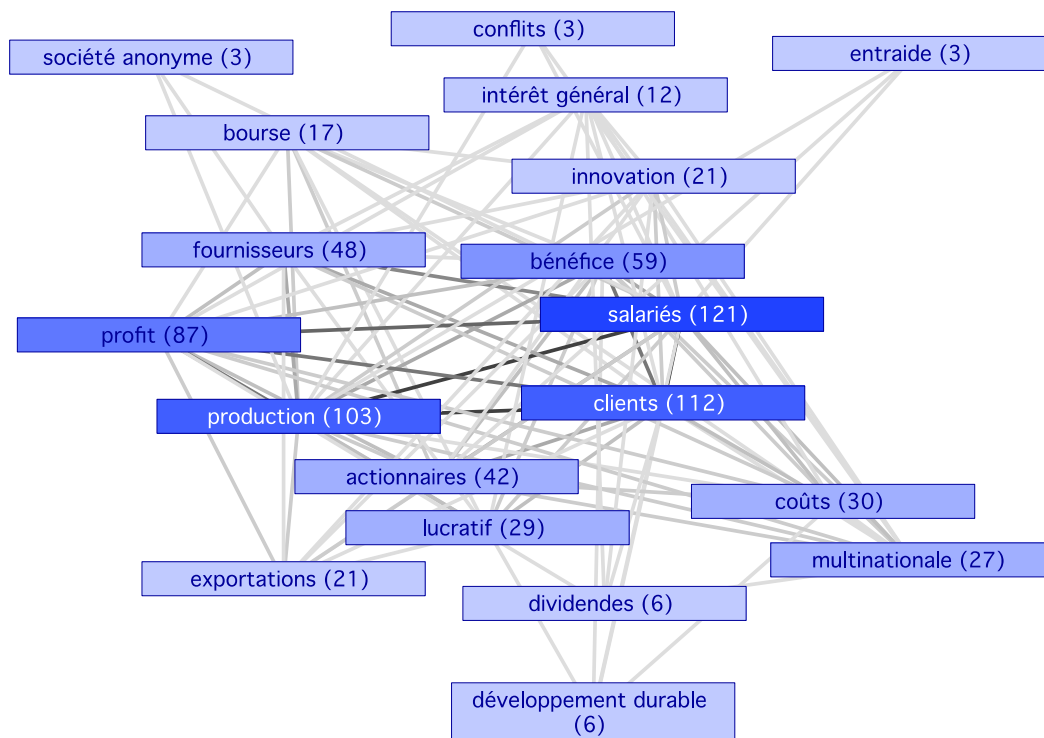 conflits (3)
société anonyme (3)
entraide (3)
intérêt général (12)
bourse (17)
innovation (21)
fournisseurs (48)
bénéfice (59)
salariés (121)
profit (87)
clients (112)
production (103)
actionnaires (42)
coûts (30)
lucratif (29)
multinationale (27)
exportations (21)
dividendes (6)
développement durable
(6)